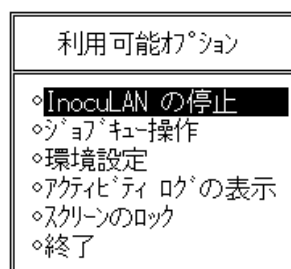 利用可能ｵﾌﾟｼｮﾝ
°InocuLAN の停止
°ｼﾞｮﾌﾞｷｭｰ操作
°環境設定
°ｱｸﾃｨﾋﾞﾃｨ ﾛｸﾞの表示
°ｽｸﾘｰﾝのﾛｯｸ
°終了